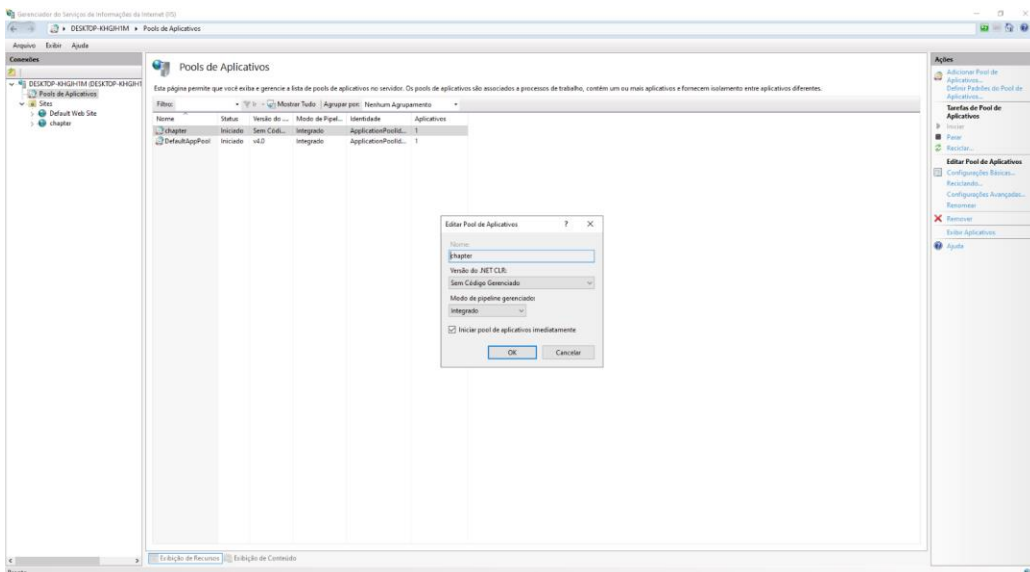 Gerenciador do Serviços de Informações da Internet (IIS)
DESKTOP-KHGIH1M Pools de Aplicativos
Arquivo Exibir Ajuda
Conexões
DESKTOP-KHGIH1M (DESKTOP-KHGIH1
Pools de Aplicativos
Sites
Default Web Site
chapter
Pools de Aplicativos
Esta página permite que você exiba e gerencie a lista de pools de aplicativos no servidor. Os pools de aplicativos são associados a processos de trabalho, contêm um ou mais aplicativos e fornecem isolamento entre aplicativos diferentes.
Filtro: Ir Mostrar Tudo Agrupar por: Nenhum Agrupamento
Nome Status Versão do ... Modo de Pipel... Identidade Aplicativos
chapter Iniciado Sem Códi... Integrado ApplicationPoolId... 1
DefaultAppPool Iniciado v4.0 Integrado ApplicationPoolId... 1
Editar Pool de Aplicativos ? X
Nome:
chapter
Versão do .NET CLR:
Sem Código Gerenciado
Modo de pipeline gerenciado:
Integrado
Iniciar pool de aplicativos imediatamente
OK Cancelar
Exibição de Recursos Exibição de Conteúdo
Ações
Adicionar Pool de
Aplicativos...
Definir Padrões do Pool de
Aplicativos...
Tarefas de Pool de
Aplicativos
Iniciar
Parar
Reciclar...
Editar Pool de Aplicativos
Configurações Básicas...
Reciclando...
Configurações Avançadas...
Renomear
Remover
Exibir Aplicativos
Ajuda
Pronto